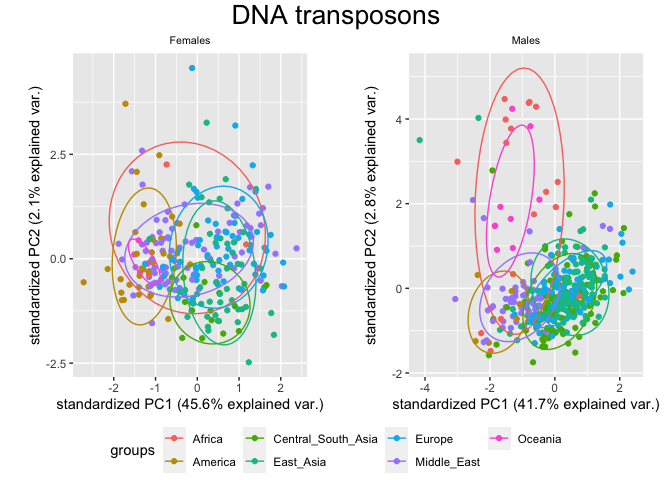 DNA transposons
Females
Males
standardized PC2 (2.1% explained var.)
2.5
0.0
-2.5
-2
-1
0
1
2
standardized PC1 (45.6% explained var.)
standardized PC2 (2.8% explained var.)
4
2
0
-2
-4
-2
0
2
standardized PC1 (41.7% explained var.)
groups
Africa
Central_South_Asia
Europe
Oceania
America
East_Asia
Middle_East